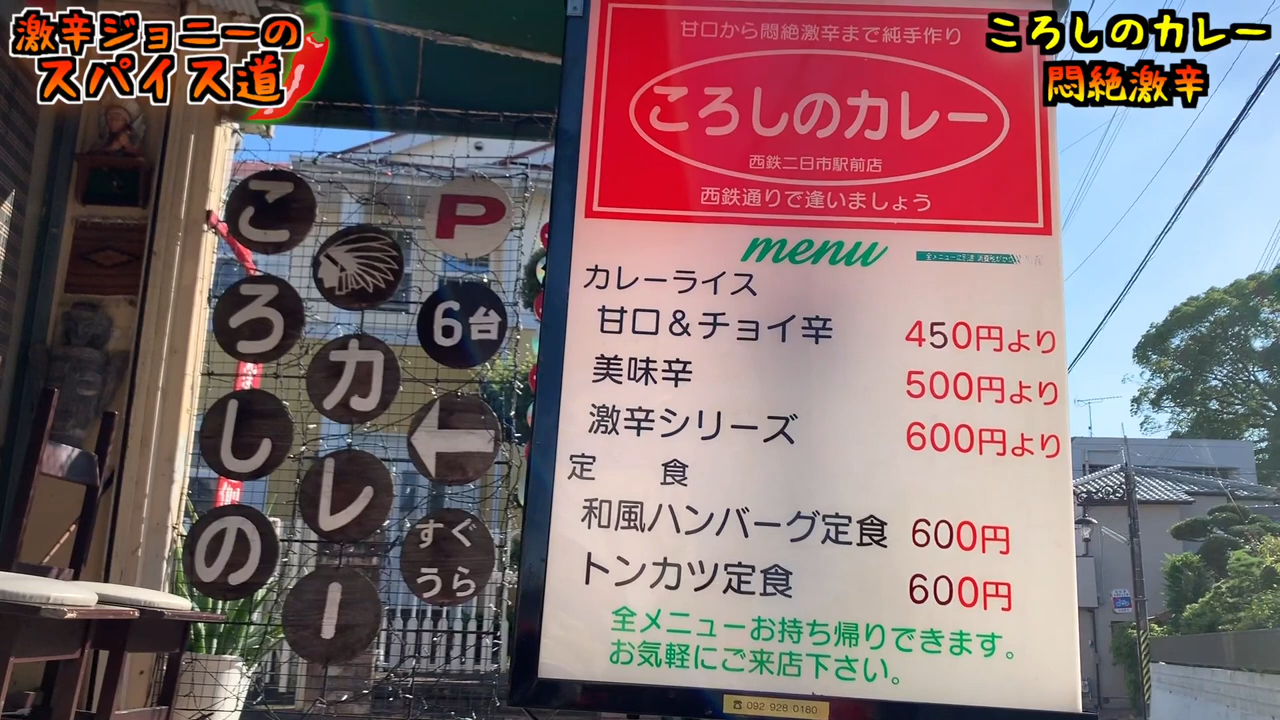 激辛ジョニーの
スパイス道
ころしのカレー
悶絶激辛
甘口から悶絶激辛まで純手作り
ころしのカレー
西鉄二日市駅前店
西鉄通りで逢いましょう
menu
カレーライス
甘口&チョイ辛 450円より
美味辛 500円より
激辛シリーズ 600円より
定食
和風ハンバーグ定食 600円
トンカツ定食 600円
全メニューお持ち帰りできます。
お気軽にご来店下さい。
☎092 928 0180
ころしの
カレー
P
6台
←
すぐ
うら